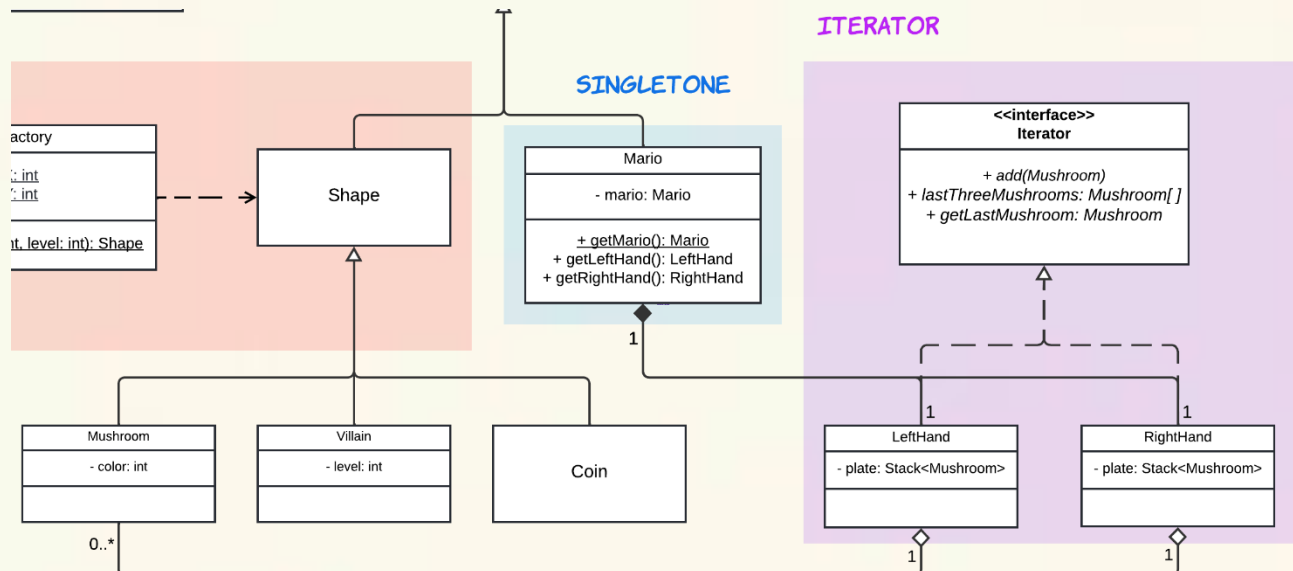 ITERATOR
SINGLETONE
actory
: int
: int
nt, level: int): Shape
Shape
Mario
- mario: Mario
+ getMario(): Mario
+ getLeftHand(): LeftHand
+ getRightHand(): RightHand
1
<<interface>>
Iterator
+ add(Mushroom)
+ lastThreeMushrooms: Mushroom[ ]
+ getLastMushroom: Mushroom
Mushroom
- color: int
0..*
Villain
- level: int
Coin
1
LeftHand
- plate: Stack<Mushroom>
1
1
RightHand
- plate: Stack<Mushroom>
1